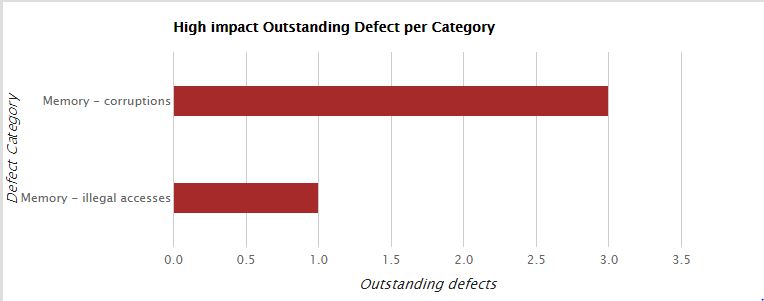 High impact Outstanding Defect per Category
Defect Category
Memory - corruptions
Memory - illegal accesses
0.0 0.5 1.0 1.5 2.0 2.5 3.0 3.5
Outstanding defects